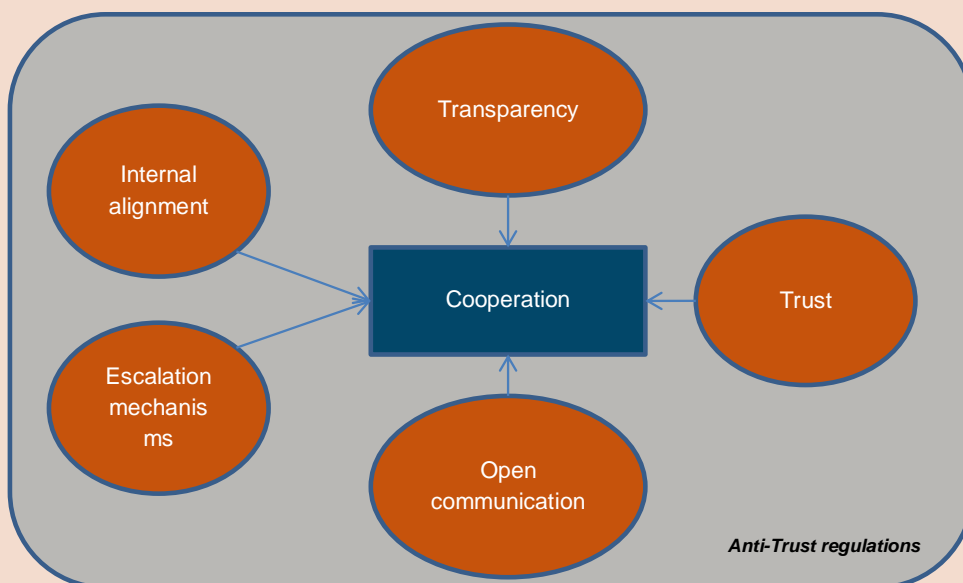 Transparency
Internal
alignment
Cooperation
Trust
Escalation
mechanis
ms
Open
communication
Anti-Trust regulations